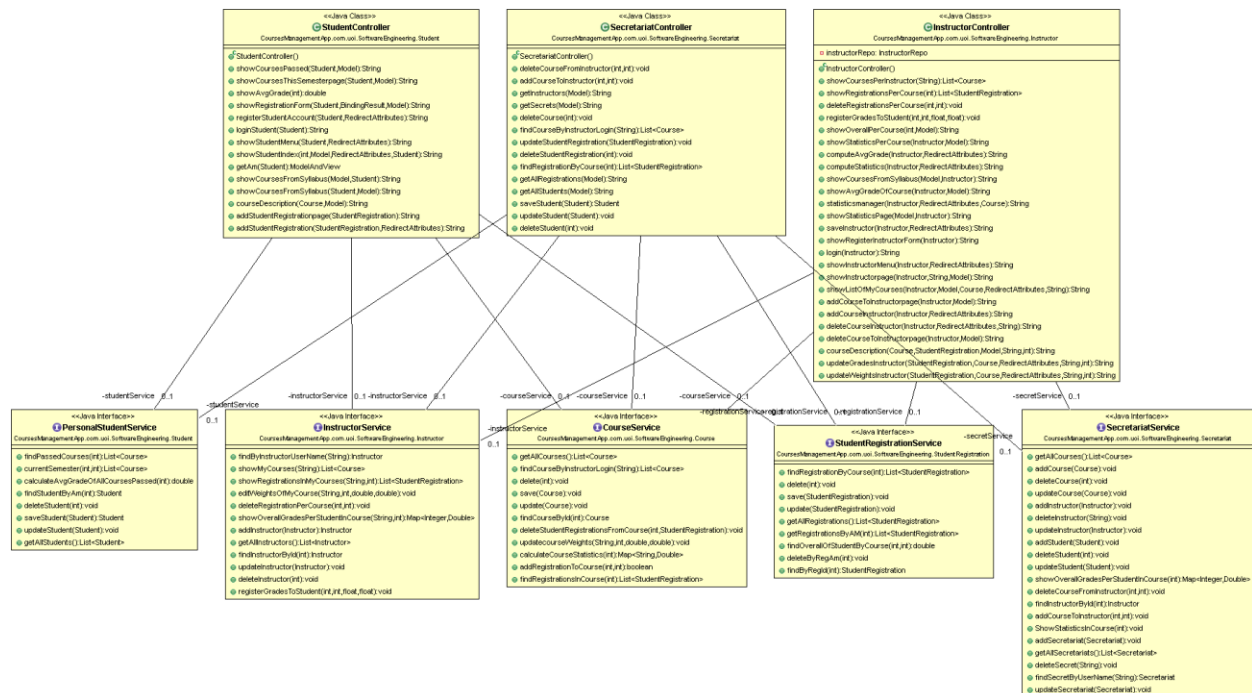 <<Java Class>>
StudentController
CoursesManagementApp.com.uoi.SoftwareEngineering.Student
StudentController()
showCoursesPassed(Student,Model):String
showCoursesThisSemesterpage(Student,Model):String
showAvgGrade(int):double
showRegistrationForm(Student,BindingResult,Model):String
registerStudentAccount(Student,RedirectAttributes):String
loginStudent(Student):String
showStudentMenu(Student,RedirectAttributes):String
showStudentIndex(int,Model,RedirectAttributes,Student):String
getAm(Student):ModelAndView
showCoursesFromSyllabus(Model,Student):String
showCoursesFromSyllabus(Student,Model):String
courseDescription(Course,Model):String
addStudentRegistrationpage(StudentRegistration):String
addStudentRegistration(StudentRegistration,RedirectAttributes):String
<<Java Class>>
SecretariatController
CoursesManagementApp.com.uoi.SoftwareEngineering.Secretariat
SecretariatController()
deleteCourseFromInstructor(int,int):void
addCourseToInstructor(int,int):void
getInstructors(Model):String
getSecrets(Model):String
deleteCourse(int):void
findCourseByInstructorLogin(String):List<Course>
updateStudentRegistration(StudentRegistration):void
deleteStudentRegistration(int):void
findRegistrationByCourse(int):List<StudentRegistration>
getAllRegistrations(Model):String
getAllStudents(Model):String
saveStudent(Student):Student
updateStudent(Student):void
deleteStudent(int):void
<<Java Class>>
InstructorController
CoursesManagementApp.com.uoi.SoftwareEngineering.Instructor
instructorRepo: InstructorRepo
InstructorController()
showCoursesPerInstructor(String):List<Course>
showRegistrationsPerCourse(int):List<StudentRegistration>
deleteRegistrationsPerCourse(int,int):void
registerGradesToStudent(int,int,float,float):void
showOverallPerCourse(int,Model):String
showStatisticsPerCourse(Instructor,Model):String
computeAvgGrade(Instructor,RedirectAttributes):String
computeStatistics(Instructor,RedirectAttributes):String
showCoursesFromSyllabus(Model,Instructor):String
showAvgGradeOfCourse(Instructor,Model):String
statisticsmanager(Instructor,RedirectAttributes,Course):String
showStatisticsPage(Model,Instructor):String
saveInstructor(Instructor,RedirectAttributes):String
showRegisterInstructorForm(Instructor):String
login(Instructor):String
showInstructorMenu(Instructor,RedirectAttributes):String
showInstructorpage(Instructor,String,Model):String
showListOfMyCourses(Instructor,Model,Course,RedirectAttributes,String):String
addCourseToInstructorpage(Instructor,Model):String
addCourseInstructor(Instructor,RedirectAttributes):String
deleteCourseInstructor(Instructor,RedirectAttributes,String):String
deleteCourseToInstructorpage(Instructor,Model):String
courseDescription(Course,StudentRegistration,Model,String,int):String
updateGradesInstructor(StudentRegistration,Course,RedirectAttributes,String,int):String
updateWeightsInstructor(StudentRegistration,Course,RedirectAttributes,String,int):String
-studentService 0..1
-studentService
0..1
-instructorService 0..1
-instructorService 0..1
-instructorService
0..1
-courseService 0..1
-courseService 0..1
-courseService 0..1
-registrationService
-registrationService 0..1
-registrationService 0..1
-secretService
0..1
-secretService 0..1
<<Java Interface>>
PersonalStudentService
CoursesManagementApp.com.uoi.SoftwareEngineering.Student
findPassedCourses(int):List<Course>
currentSemester(int,int):List<Course>
calculateAvgGradeOfAllCoursesPassed(int):double
findStudentByAm(int):Student
deleteStudent(int):void
saveStudent(Student):Student
updateStudent(Student):void
getAllStudents():List<Student>
<<Java Interface>>
InstructorService
CoursesManagementApp.com.uoi.SoftwareEngineering.Instructor
findByInstructorUserName(String):Instructor
showMyCourses(String):List<Course>
showRegistrationsInMyCourses(String,int):List<StudentRegistration>
editWeightsOfMyCourse(String,int,double,double):void
deleteRegistrationPerCourse(int,int):void
showOverallGradesPerStudentInCourse(String,int):Map<Integer,Double>
addInstructor(Instructor):Instructor
getAllInstructors():List<Instructor>
findInstructorById(int):Instructor
updateInstructor(Instructor):void
deleteInstructor(int):void
registerGradesToStudent(int,int,float,float):void
<<Java Interface>>
CourseService
CoursesManagementApp.com.uoi.SoftwareEngineering.Course
getAllCourses():List<Course>
findCourseByInstructorLogin(String):List<Course>
delete(int):void
save(Course):void
update(Course):void
findCourseById(int):Course
deleteStudentRegistrationsFromCourse(int,StudentRegistration):void
updatecourseWeights(String,int,double,double):void
calculateCourseStatistics(int):Map<String,Double>
addRegistrationToCourse(int,int):boolean
findRegistrationsInCourse(int):List<StudentRegistration>
<<Java Interface>>
StudentRegistrationService
CoursesManagementApp.com.uoi.SoftwareEngineering.StudentRegistration
findRegistrationByCourse(int):List<StudentRegistration>
delete(int):void
save(StudentRegistration):void
update(StudentRegistration):void
getAllRegistrations():List<StudentRegistration>
getRegistrationsByAM(int):List<StudentRegistration>
findOverallOfStudentByCourse(int,int):double
deleteByRegAm(int):void
findByRegId(int):StudentRegistration
<<Java Interface>>
SecretariatService
CoursesManagementApp.com.uoi.SoftwareEngineering.Secretariat
getAllCourses():List<Course>
addCourse(Course):void
deleteCourse(int):void
updateCourse(Course):void
addInstructor(Instructor):void
deleteInstructor(String):void
updateInstructor(Instructor):void
addStudent(Student):void
deleteStudent(int):void
updateStudent(Student):void
showOverallGradesPerStudentInCourse(int):Map<Integer,Double>
deleteCourseFromInstructor(int,int):void
findInstructorById(int):Instructor
addCourseToInstructor(int,int):void
ShowStatisticsInCourse(int):void
addSecretariat(Secretariat):void
getAllSecretariats():List<Secretariat>
deleteSecret(String):void
findSecretByUserName(String):Secretariat
updateSecretariat(Secretariat):void